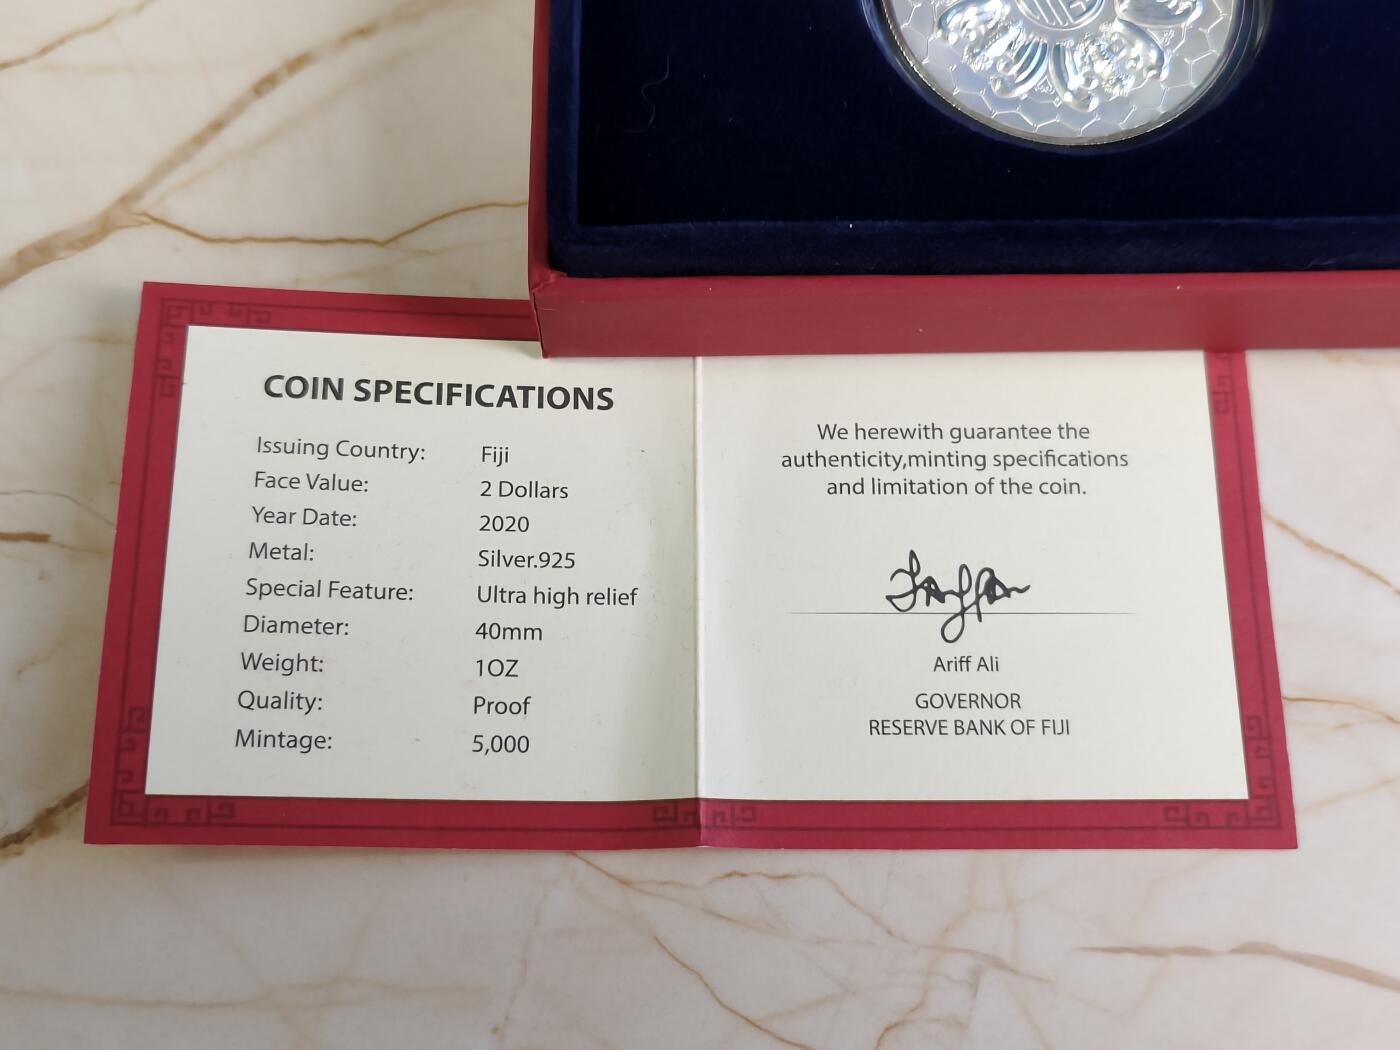 COIN SPECIFICATIONS
Issuing Country: Fiji
Face Value: 2 Dollars
Year Date: 2020
Metal: Silver.925
Special Feature: Ultra high relief
Diameter: 40mm
Weight: 1OZ
Quality: Proof
Mintage: 5,000
We herewith guarantee the
authenticity,minting specifications
and limitation of the coin.
Ariff Ali
GOVERNOR
RESERVE BANK OF FIJI